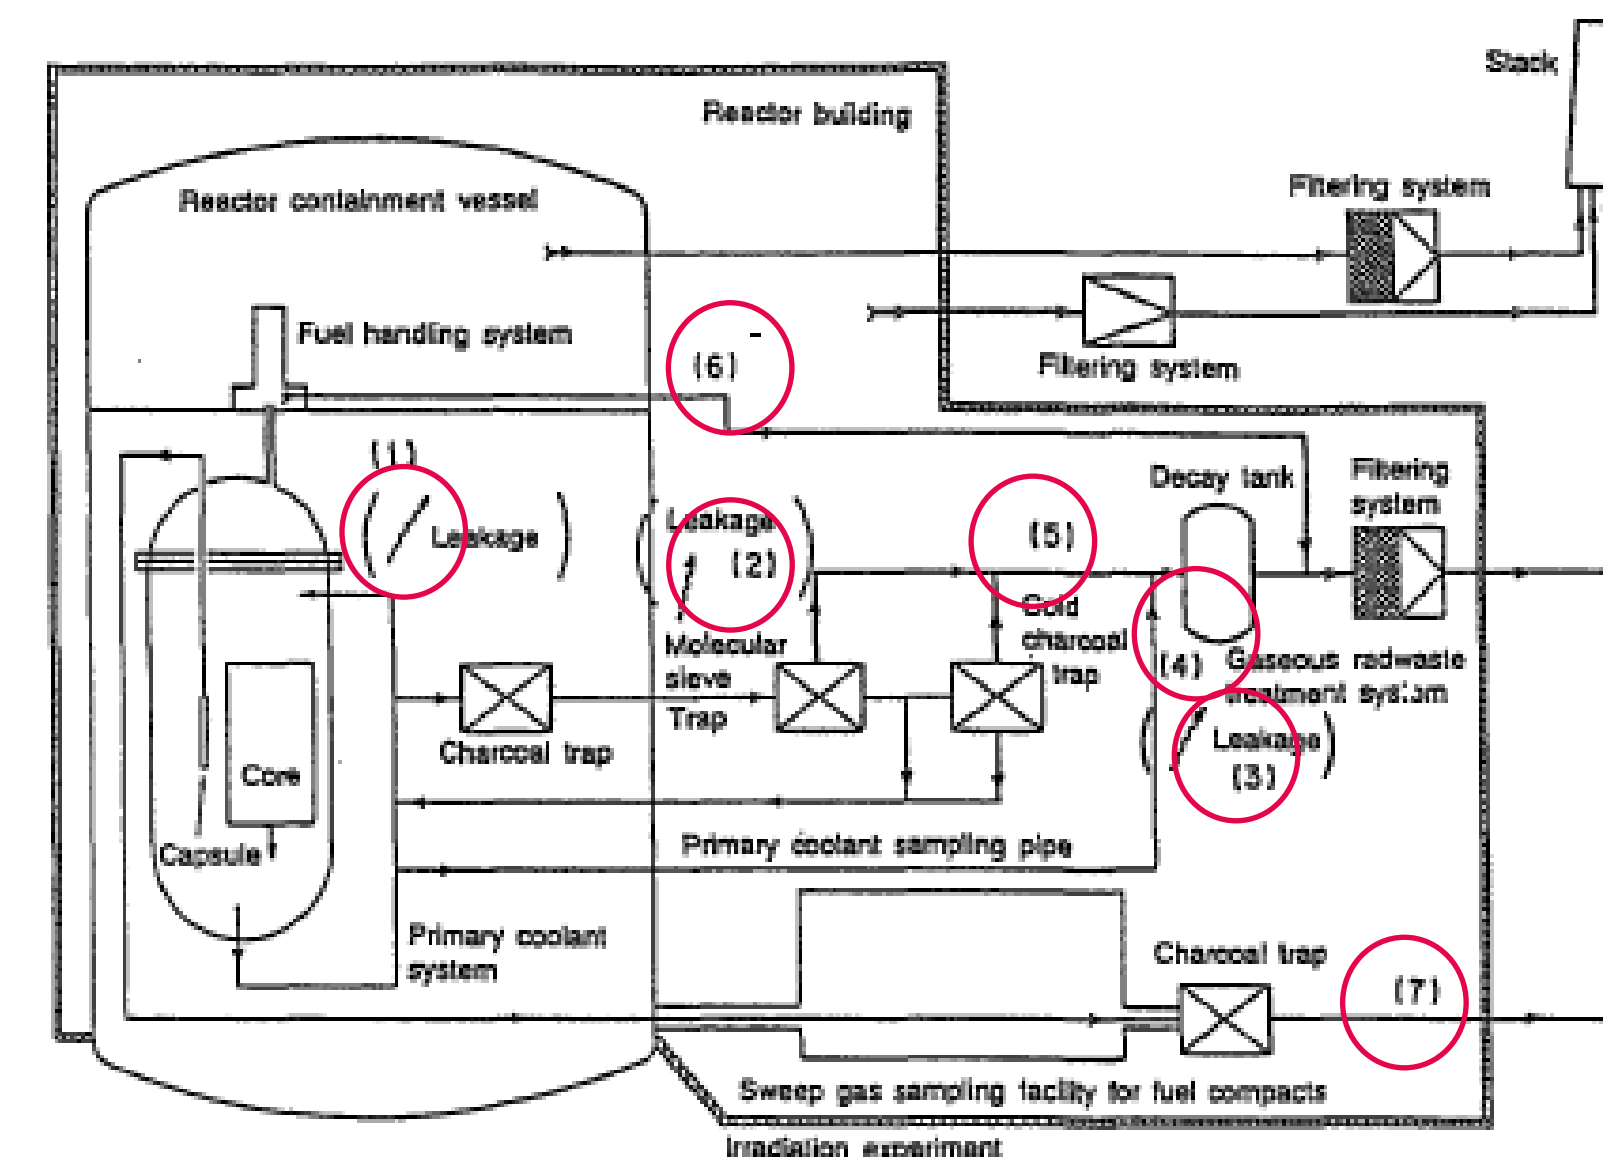 Stack
Reactor building
Filtering system
Reactor containment vessel
Filtering system
Fuel handling system
(6)
(1)
Leakage
Leakage
(2)
(5)
Decay tank
Filtering
system
Cold
charcoal
trap
Molecular
sieve
Trap
(4)
Gaseous radwaste
treatment system
Leakage
(3)
Charcoal trap
Core
Capsule
Primary coolant sampling pipe
Primary coolant
system
Charcoal trap
(7)
Sweep gas sampling facility for fuel compacts
Irradiation experiment